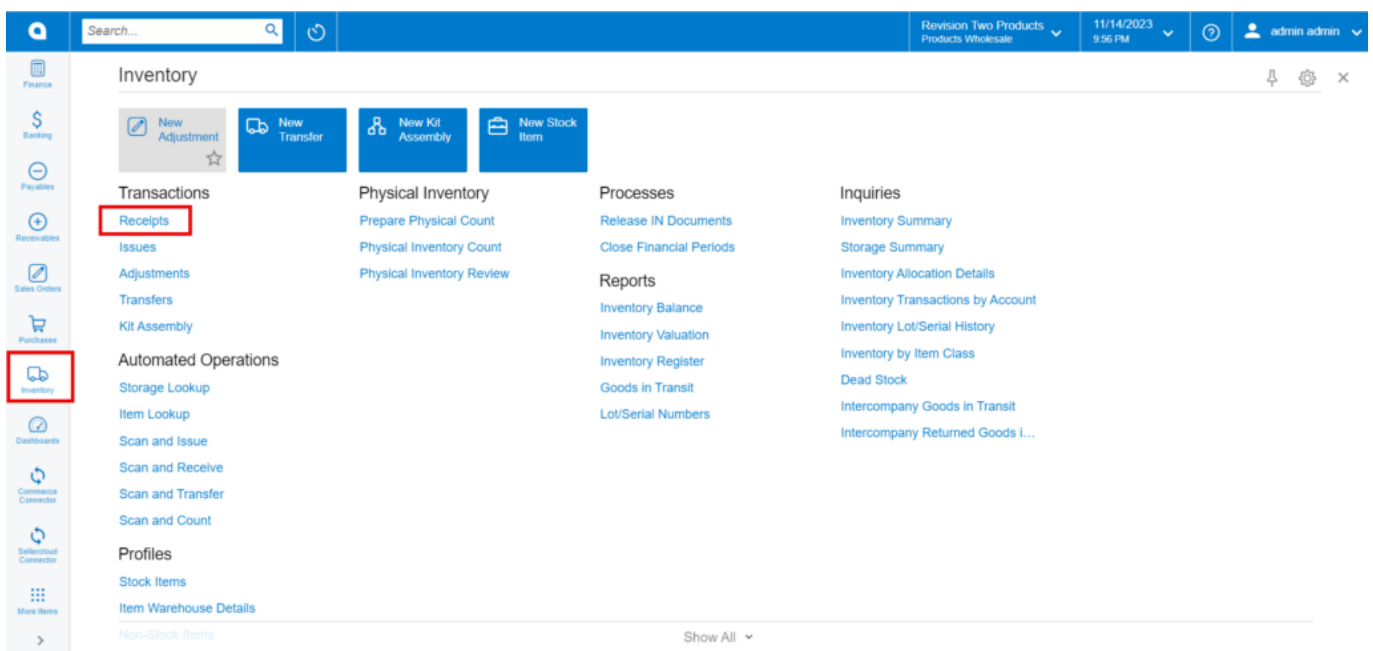 Search...
Revision Two Products
Products Wholesale
11/14/2023
9:56 PM
admin admin
Finance
Banking
Payables
Receivables
Sales Orders
Purchases
Inventory
Dashboards
Commerce
Connector
Sellercloud
Connector
More Items
Inventory
New
Adjustment
New
Transfer
New Kit
Assembly
New Stock
Item
Transactions
Receipts
Issues
Adjustments
Transfers
Kit Assembly
Automated Operations
Storage Lookup
Item Lookup
Scan and Issue
Scan and Receive
Scan and Transfer
Scan and Count
Profiles
Stock Items
Item Warehouse Details
Non-Stock Items
Physical Inventory
Prepare Physical Count
Physical Inventory Count
Physical Inventory Review
Processes
Release IN Documents
Close Financial Periods
Reports
Inventory Balance
Inventory Valuation
Inventory Register
Goods in Transit
Lot/Serial Numbers
Inquiries
Inventory Summary
Storage Summary
Inventory Allocation Details
Inventory Transactions by Account
Inventory Lot/Serial History
Inventory by Item Class
Dead Stock
Intercompany Goods in Transit
Intercompany Returned Goods i...
Show All